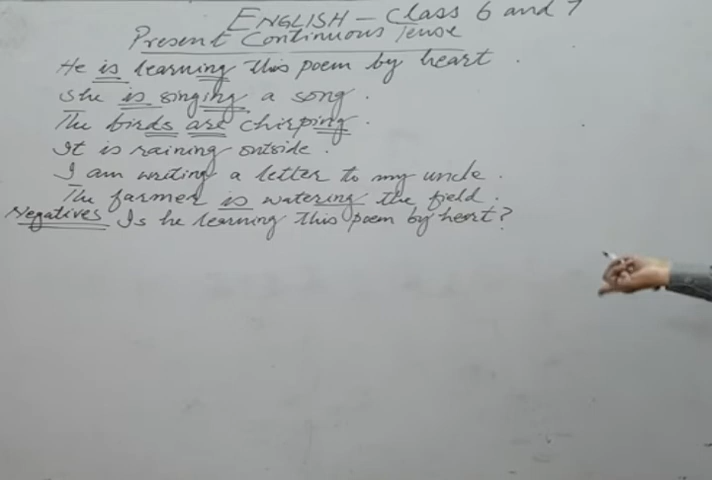 ENGLISH - Class 6 and 7
Present Continuous Tense
He is learning this poem by heart.
She is singing a song.
The birds are chirping.
It is raining outside.
I am writing a letter to my uncle.
The farmer is watering the field.
Negatives Is he learning this poem by heart?